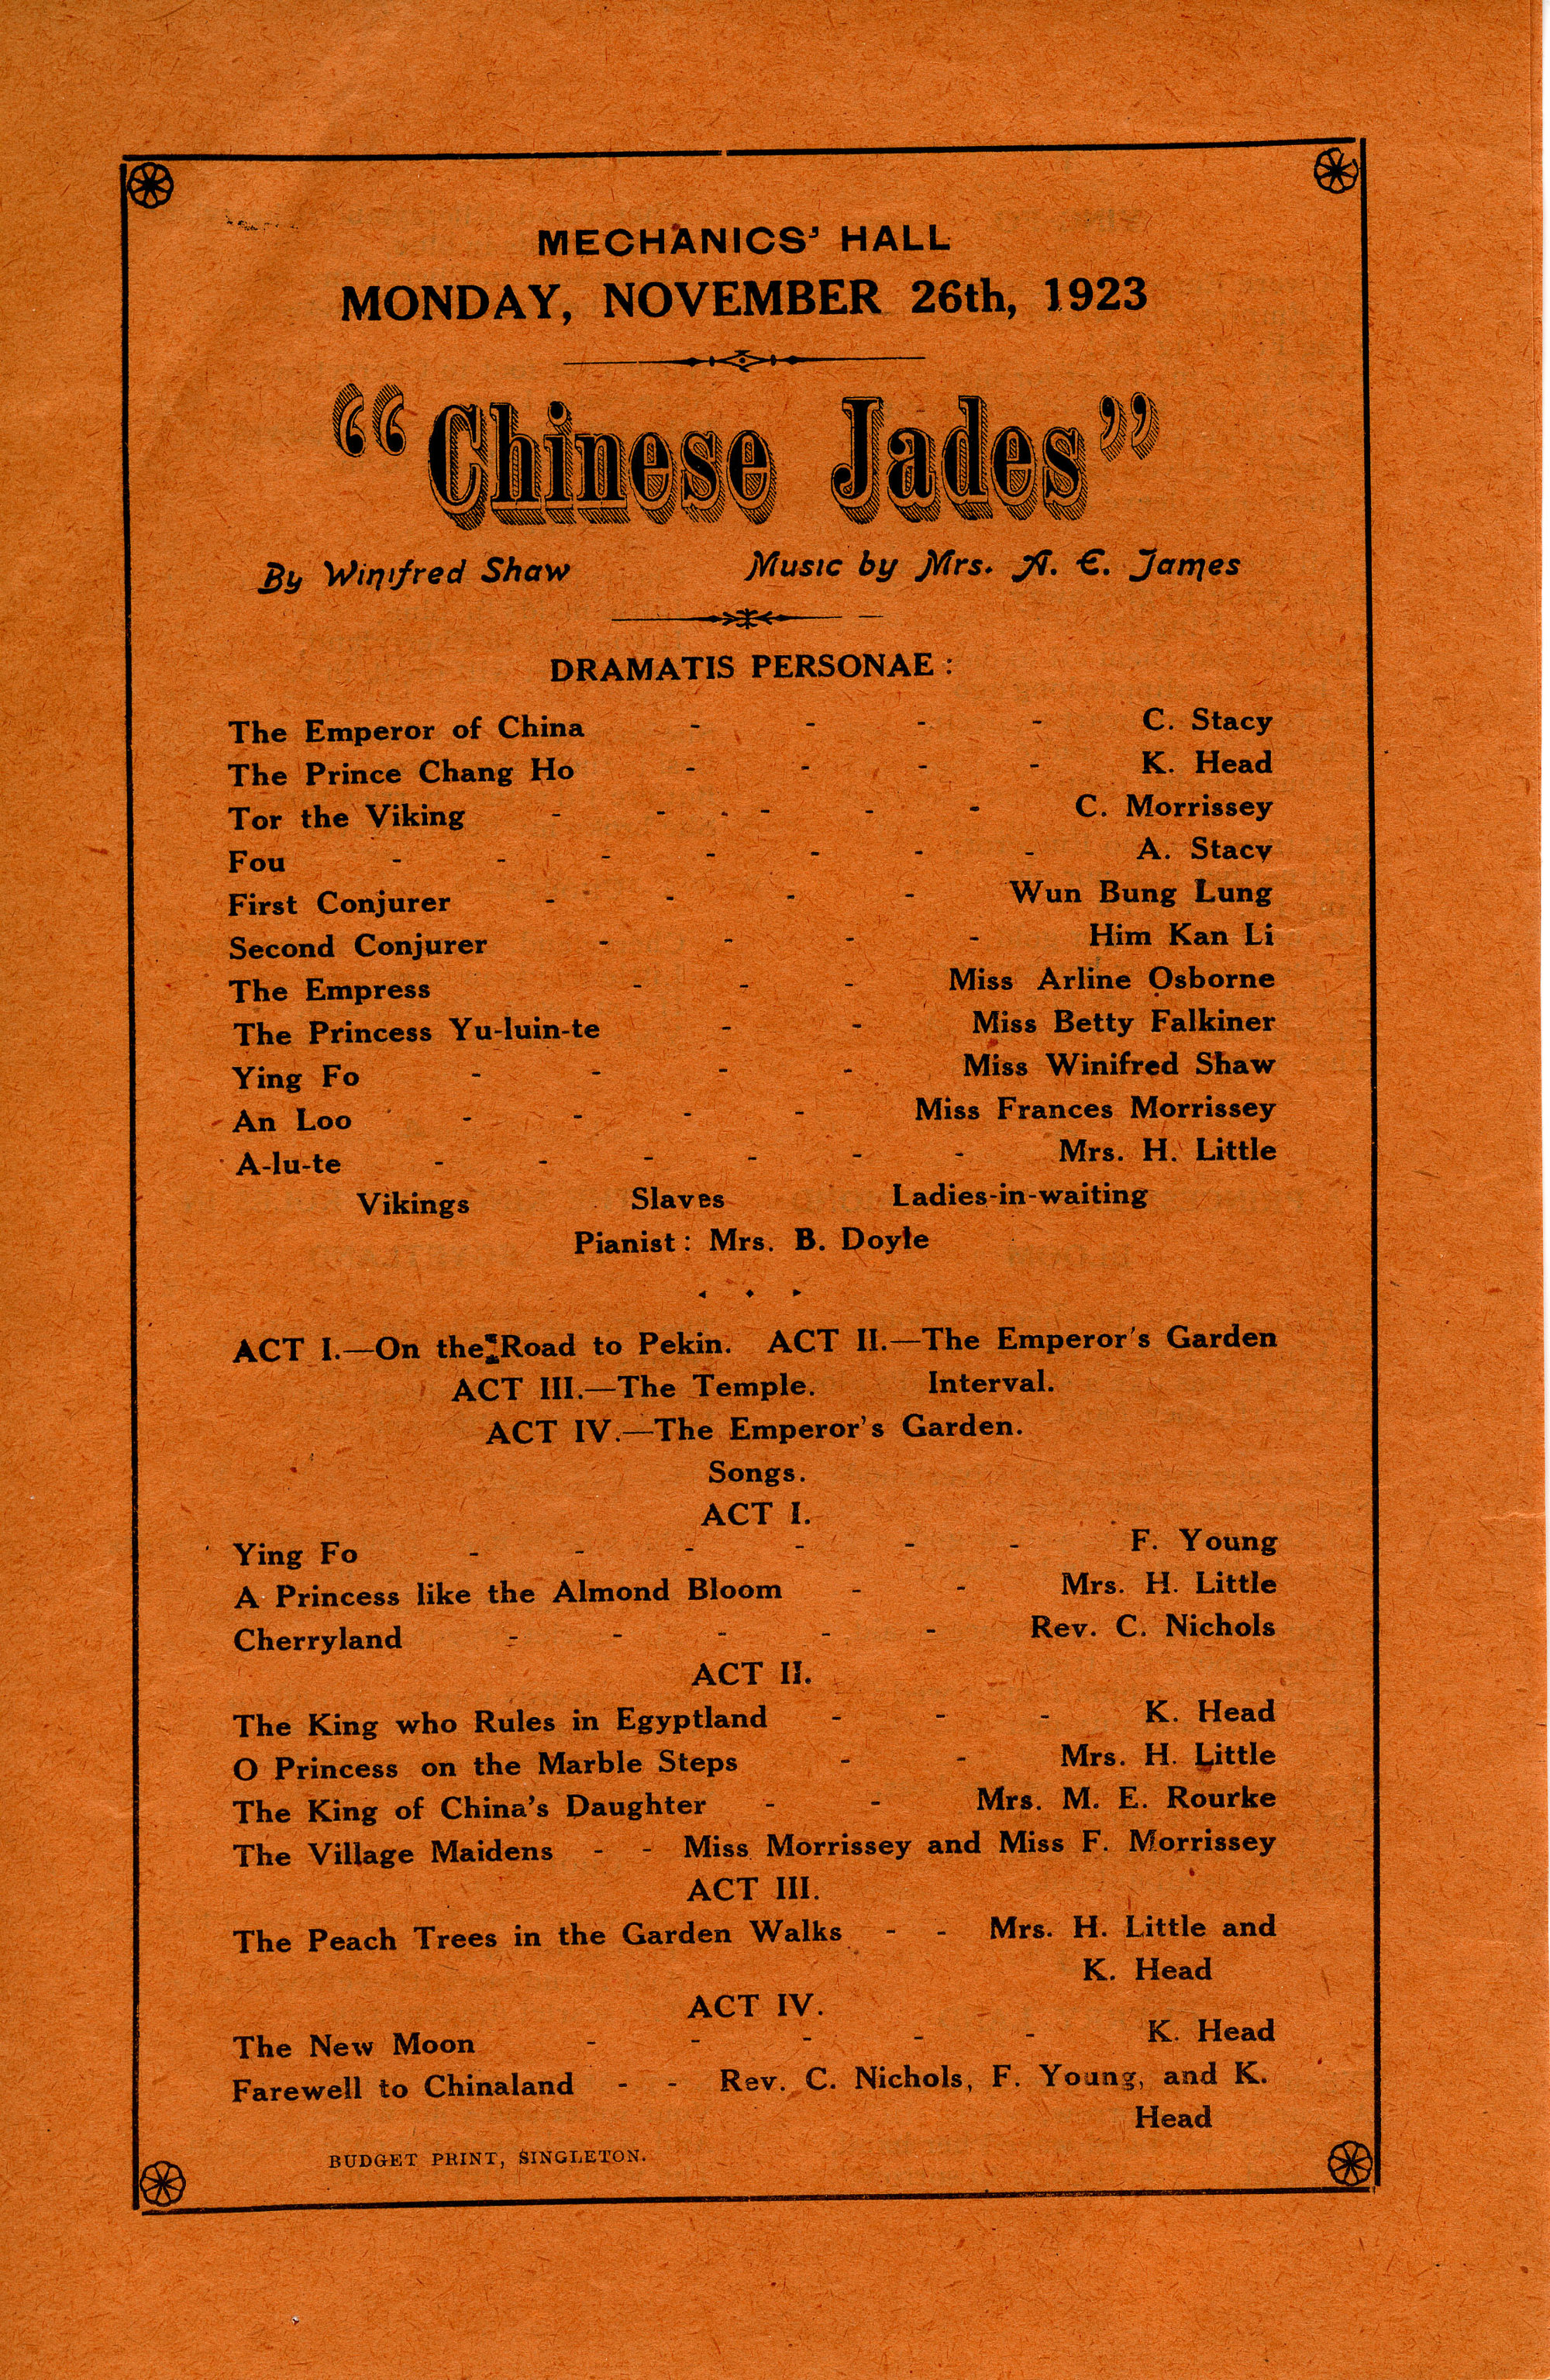 MECHANICS' HALL
MONDAY, NOVEMBER 26th, 1923
“Chinese Jades”
By Winifred Shaw Music by Mrs. A. E. James
DRAMATIS PERSONAE :
The Emperor of China - - - - C. Stacy
The Prince Chang Ho - - - - K. Head
Tor the Viking - - - - - C. Morrissey
Fou - - - - - - - A. Stacy
First Conjurer - - - - Wun Bung Lung
Second Conjurer - - - - Him Kan Li
The Empress - - - Miss Arline Osborne
The Princess Yu-luin-te - - Miss Betty Falkiner
Ying Fo - - - - Miss Winifred Shaw
An Loo - - - - Miss Frances Morrissey
A-lu-te - - - - - - Mrs. H. Little
Vikings Slaves Ladies-in-waiting
Pianist : Mrs. B. Doyle
ACT I.—On the Road to Pekin. ACT II.—The Emperor's Garden
ACT III.—The Temple. Interval.
ACT IV.—The Emperor's Garden.
Songs.
ACT I.
Ying Fo - - - - - - F. Young
A Princess like the Almond Bloom - - Mrs. H. Little
Cherryland - - - - - Rev. C. Nichols
ACT II.
The King who Rules in Egyptland - - - K. Head
O Princess on the Marble Steps - - Mrs. H. Little
The King of China's Daughter - - Mrs. M. E. Rourke
The Village Maidens - - Miss Morrissey and Miss F. Morrissey
ACT III.
The Peach Trees in the Garden Walks - - Mrs. H. Little and
K. Head
ACT IV.
The New Moon - - - - - K. Head
Farewell to Chinaland - - Rev. C. Nichols, F. Young, and K.
Head
BUDGET PRINT, SINGLETON.